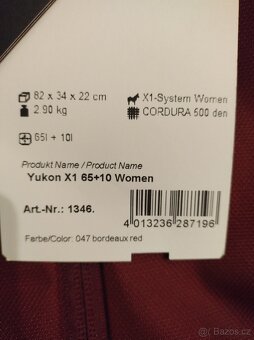 82 x 34 x 22 cm
X1-System Women
2.90 kg
CORDURA 500 den
65l + 10l
Produkt Name / Product Name
Yukon X1 65+10 Women
Art.-Nr.: 1346.
4 013236 287196
Farbe/Color: 047 bordeaux red
Bazos.cz